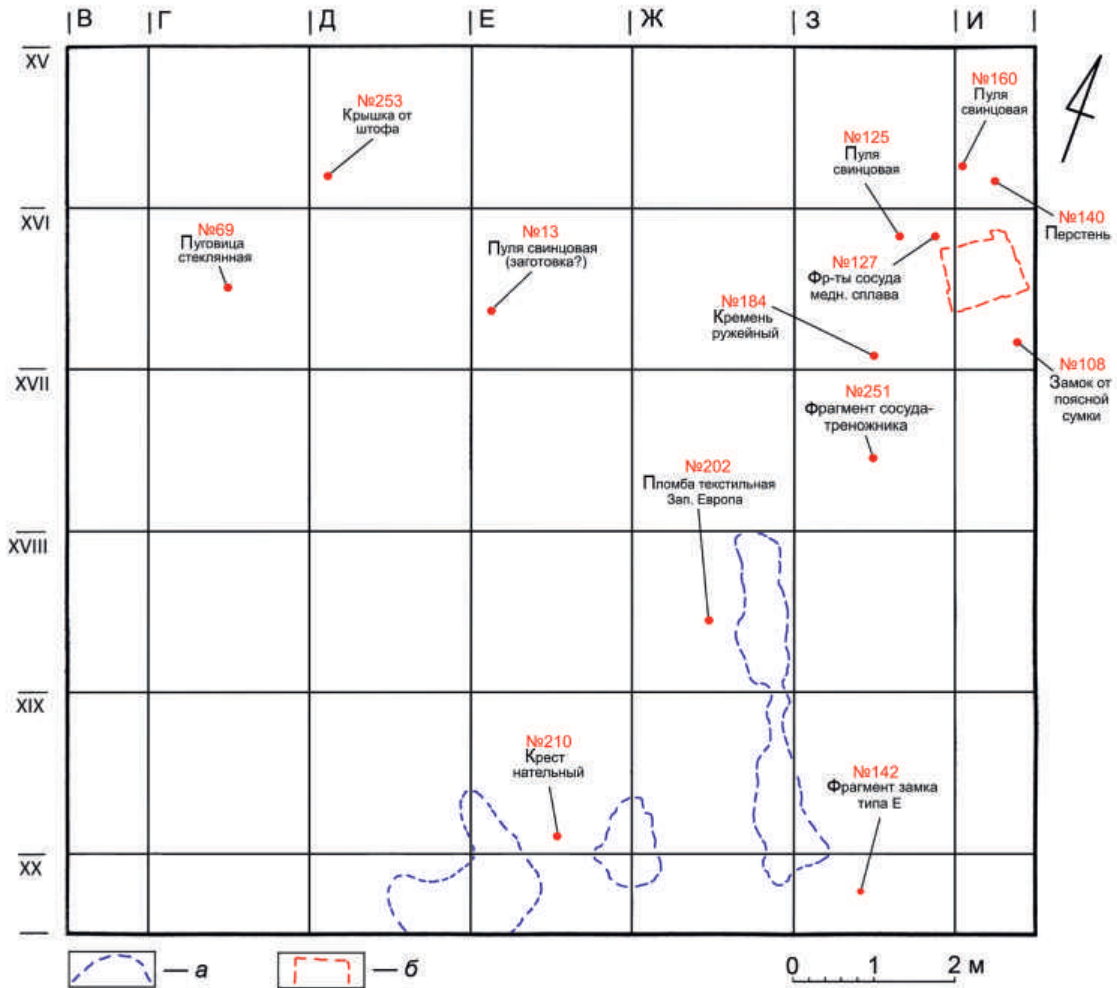 В Г Д Е Ж З И
XV
№160
Пуля
свинцовая
№253
Крышка от
штофа
№125
Пуля
свинцовая
XVI
№140
Перстень
№69
Пуговица
стеклянная
№13
Пуля свинцовая
(заготовка?)
№127
Фр-ты сосуда
медн. сплава
№184
Кремень
ружейный
XVII
№108
Замок от
поясной
сумки
№251
Фрагмент сосуда-
треножника
№202
Пломба текстильная
Зап. Европа
XVIII
XIX
№210
Крест
нательный
№142
Фрагмент замка
типа Е
XX
— а
— б
0 1 2 м